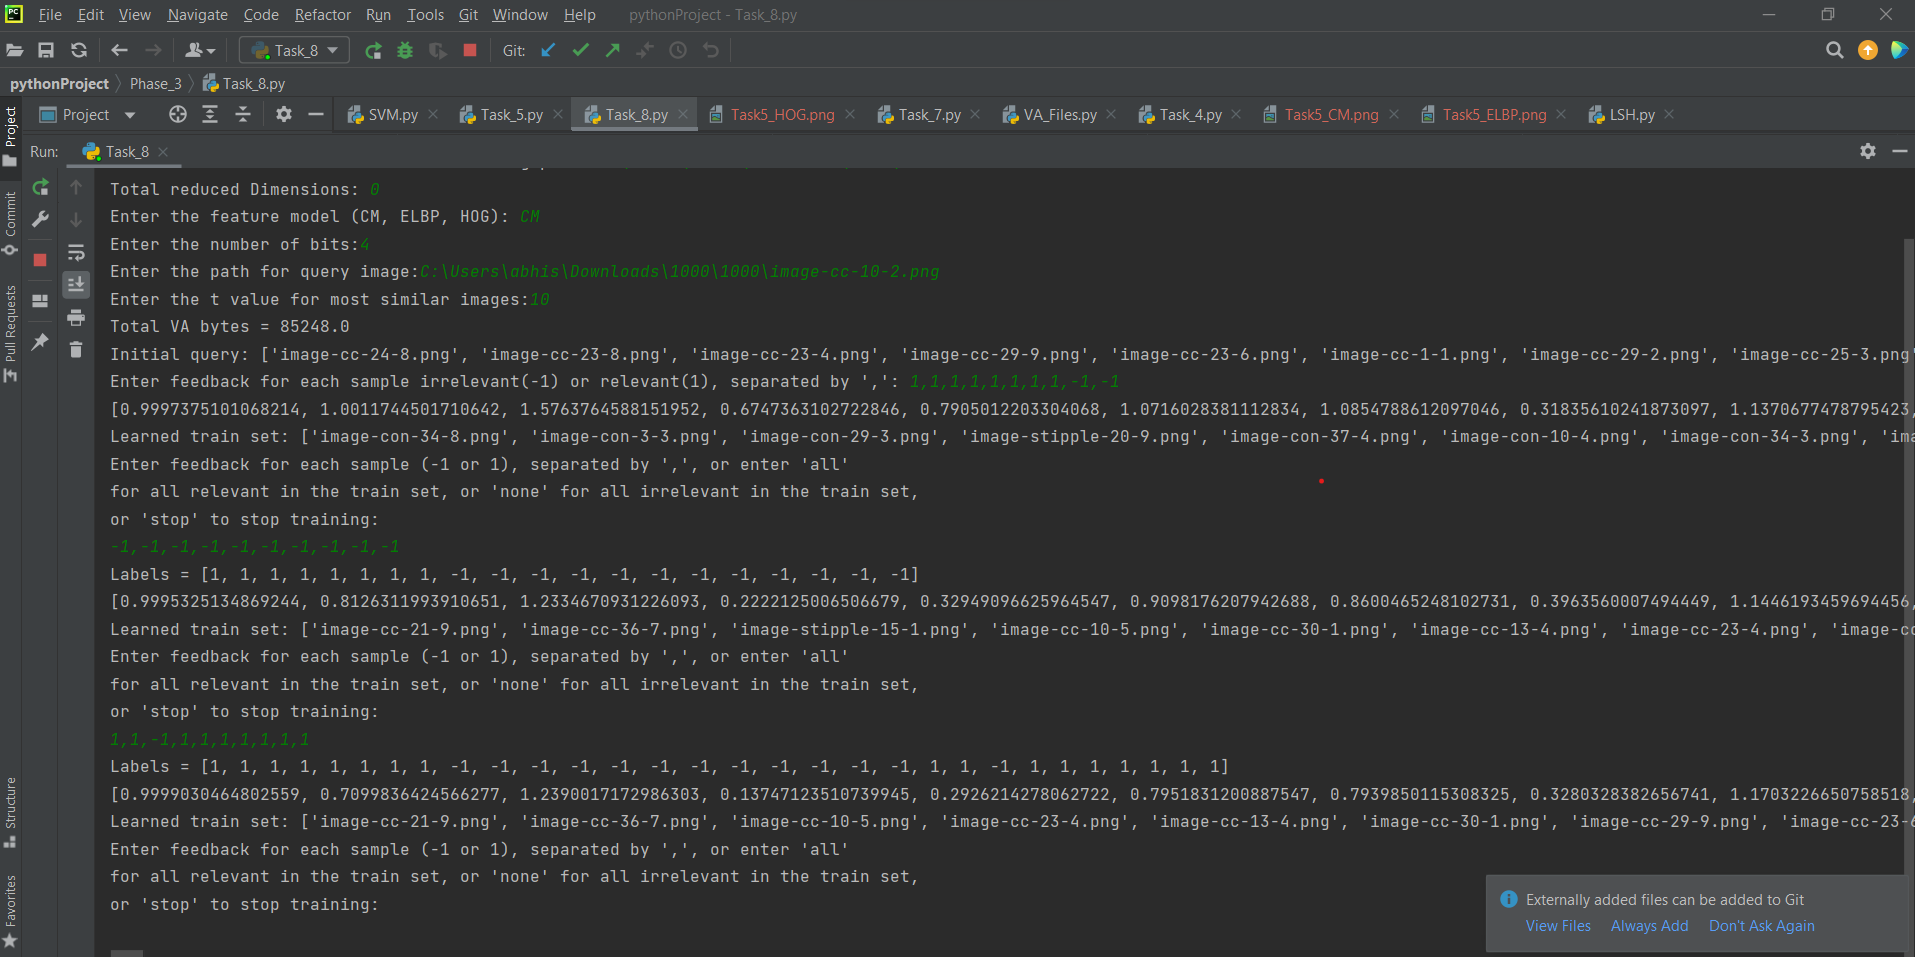 File Edit View Navigate Code Refactor Run Tools Git Window Help pythonProject - Task_8.py
Task_8 Git:
pythonProject Phase_3 Task_8.py
Project SVM.py Task_5.py Task_8.py Task5_HOG.png Task_7.py VA_Files.py Task_4.py Task5_CM.png Task5_ELBP.png LSH.py
Run: Task_8
Project
Commit
Pull Requests
Structure
Favorites
Total reduced Dimensions: 0
Enter the feature model (CM, ELBP, HOG): CM
Enter the number of bits:4
Enter the path for query image:C:\Users\abhis\Downloads\1000\1000\image-cc-10-2.png
Enter the t value for most similar images:10
Total VA bytes = 85248.0
Initial query: ['image-cc-24-8.png', 'image-cc-23-8.png', 'image-cc-23-4.png', 'image-cc-29-9.png', 'image-cc-23-6.png', 'image-cc-1-1.png', 'image-cc-29-2.png', 'image-cc-25-3.png'
Enter feedback for each sample irrelevant(-1) or relevant(1), separated by ',': 1,1,1,1,1,1,1,1,-1,-1
[0.9997375101068214, 1.0011744501710642, 1.5763764588151952, 0.6747363102722846, 0.7905012203304068, 1.0716028381112834, 1.0854788612097046, 0.31835610241873097, 1.1370677478795423,
Learned train set: ['image-con-34-8.png', 'image-con-3-3.png', 'image-con-29-3.png', 'image-stipple-20-9.png', 'image-con-37-4.png', 'image-con-10-4.png', 'image-con-34-3.png', 'ima
Enter feedback for each sample (-1 or 1), separated by ',', or enter 'all'
for all relevant in the train set, or 'none' for all irrelevant in the train set,
or 'stop' to stop training:
-1,-1,-1,-1,-1,-1,-1,-1,-1,-1
Labels = [1, 1, 1, 1, 1, 1, 1, 1, -1, -1, -1, -1, -1, -1, -1, -1, -1, -1, -1, -1]
[0.9995325134869244, 0.8126311993910651, 1.2334670931226093, 0.2222125006506679, 0.32949096625964547, 0.9098176207942688, 0.8600465248102731, 0.3963560007494449, 1.1446193459694456,
Learned train set: ['image-cc-21-9.png', 'image-cc-36-7.png', 'image-stipple-15-1.png', 'image-cc-10-5.png', 'image-cc-30-1.png', 'image-cc-13-4.png', 'image-cc-23-4.png', 'image-cc
Enter feedback for each sample (-1 or 1), separated by ',', or enter 'all'
for all relevant in the train set, or 'none' for all irrelevant in the train set,
or 'stop' to stop training:
1,1,-1,1,1,1,1,1,1,1
Labels = [1, 1, 1, 1, 1, 1, 1, 1, -1, -1, -1, -1, -1, -1, -1, -1, -1, -1, -1, -1, 1, 1, -1, 1, 1, 1, 1, 1, 1, 1]
[0.9999030464802559, 0.7099836424566277, 1.2390017172986303, 0.13747123510739945, 0.2926214278062722, 0.7951831200887547, 0.7939850115308325, 0.3280328382656741, 1.1703226650758518,
Learned train set: ['image-cc-21-9.png', 'image-cc-36-7.png', 'image-cc-10-5.png', 'image-cc-23-4.png', 'image-cc-13-4.png', 'image-cc-30-1.png', 'image-cc-29-9.png', 'image-cc-23-6
Enter feedback for each sample (-1 or 1), separated by ',', or enter 'all'
for all relevant in the train set, or 'none' for all irrelevant in the train set,
or 'stop' to stop training:
Externally added files can be added to Git
View Files Always Add Don't Ask Again